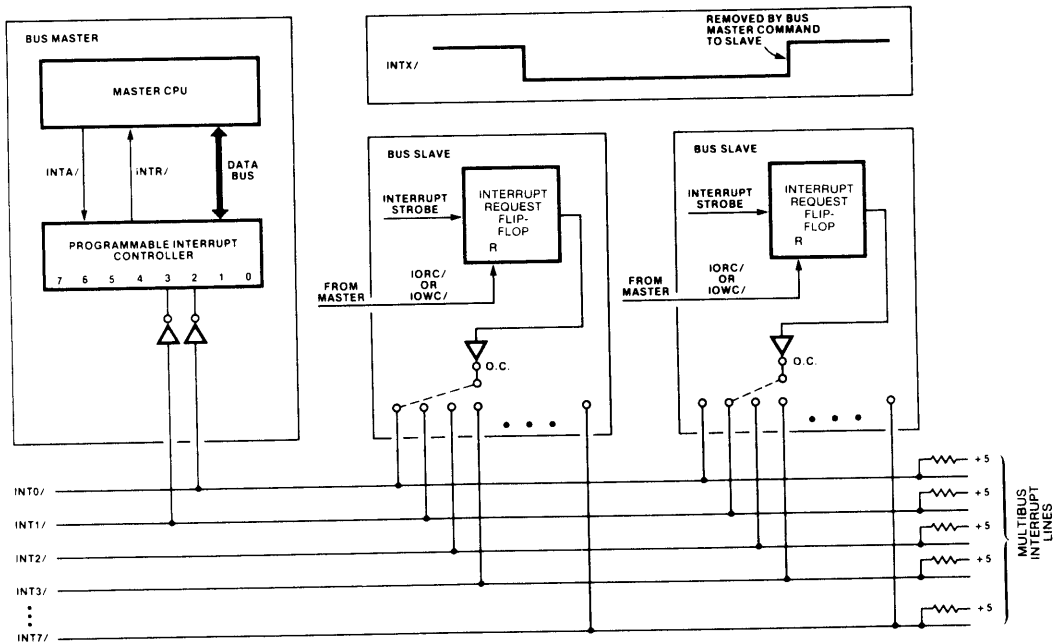 BUS MASTER
MASTER CPU
INTA/
INTR/
DATA
BUS
PROGRAMMABLE INTERRUPT
CONTROLLER
7 6 5 4 3 2 1 0
INTX/
REMOVED BY BUS
MASTER COMMAND
TO SLAVE
BUS SLAVE
INTERRUPT
STROBE
INTERRUPT
REQUEST
FLIP-
FLOP
R
FROM
MASTER
IORC/
OR
IOWC/
O.C.
BUS SLAVE
INTERRUPT
STROBE
INTERRUPT
REQUEST
FLIP-
FLOP
R
FROM
MASTER
IORC/
OR
IOWC/
O.C.
INT0/
INT1/
INT2/
INT3/
INT7/
+5
+5
+5
+5
+5
MULTIBUS
INTERRUPT
LINES